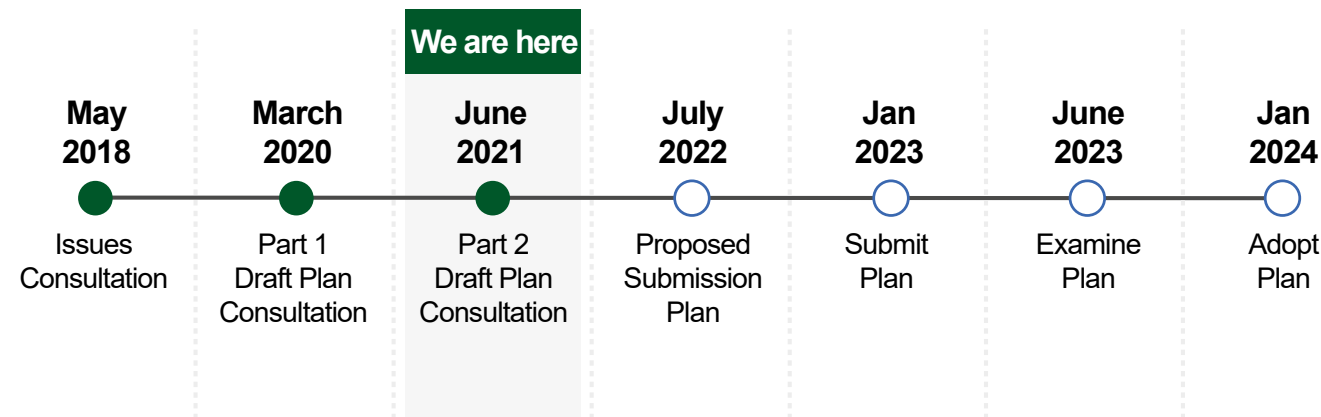 We are here
May
2018
March
2020
June
2021
July
2022
Jan
2023
June
2023
Jan
2024
Issues
Consultation
Part 1
Draft Plan
Consultation
Part 2
Draft Plan
Consultation
Proposed
Submission
Plan
Submit
Plan
Examine
Plan
Adopt
Plan